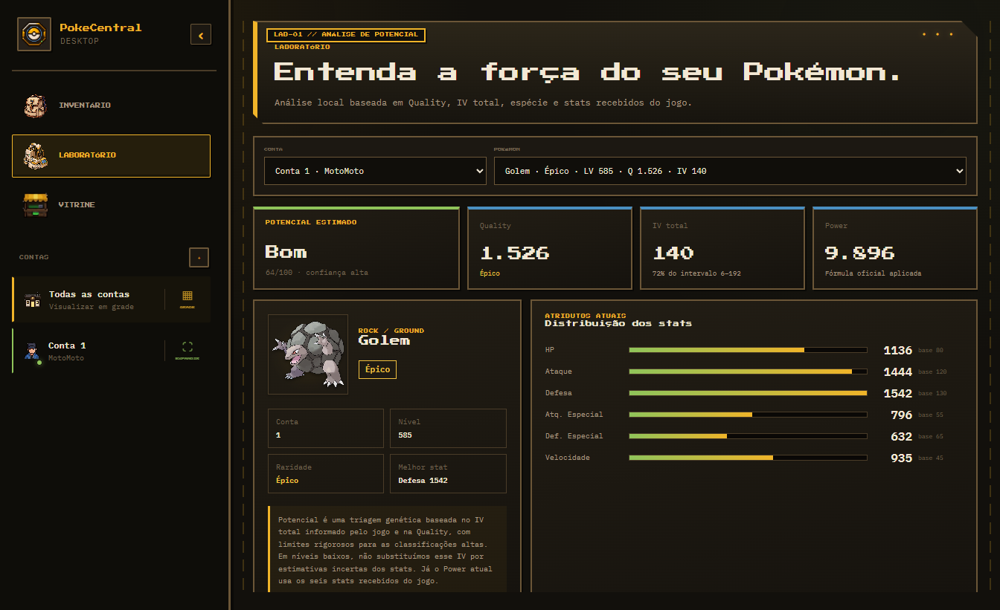 PokeCentral
DESKTOP
INVENTáRIO
LABORATóRIO
VITRINE
CONTAS
+
Todas as contas
Visualizar em grade
GRADE
Conta 1
MotoMoto
EXPANDIR
LAB-01 // ANáLISE DE POTENCIAL
LABORATóRIO
Entenda a força do seu Pokémon.
Análise local baseada em Quality, IV total, espécie e stats recebidos do jogo.
CONTA
Conta 1 · MotoMoto
POKéMON
Golem · Épico · LV 585 · Q 1.526 · IV 140
POTENCIAL ESTIMADO
Bom
64/100 · confiança alta
Quality
1.526
Épico
IV total
140
72% do intervalo 6–192
Power
9.896
Fórmula oficial aplicada
ROCK / GROUND
Golem
Épico
Conta
1
Nível
585
Raridade
Épico
Melhor stat
Defesa 1542
Potencial é uma triagem genética baseada no IV
total informado pelo jogo e na Quality, com
limites rigorosos para as classificações altas.
Em níveis baixos, não substituímos esse IV por
estimativas incertas dos stats. Já o Power atual
usa os seis stats recebidos do jogo.
ATRIBUTOS ATUAIS
Distribuição dos stats
HP 1136 base 80
Ataque 1444 base 120
Defesa 1542 base 130
Atq. Especial 796 base 55
Def. Especial 632 base 65
Velocidade 935 base 45